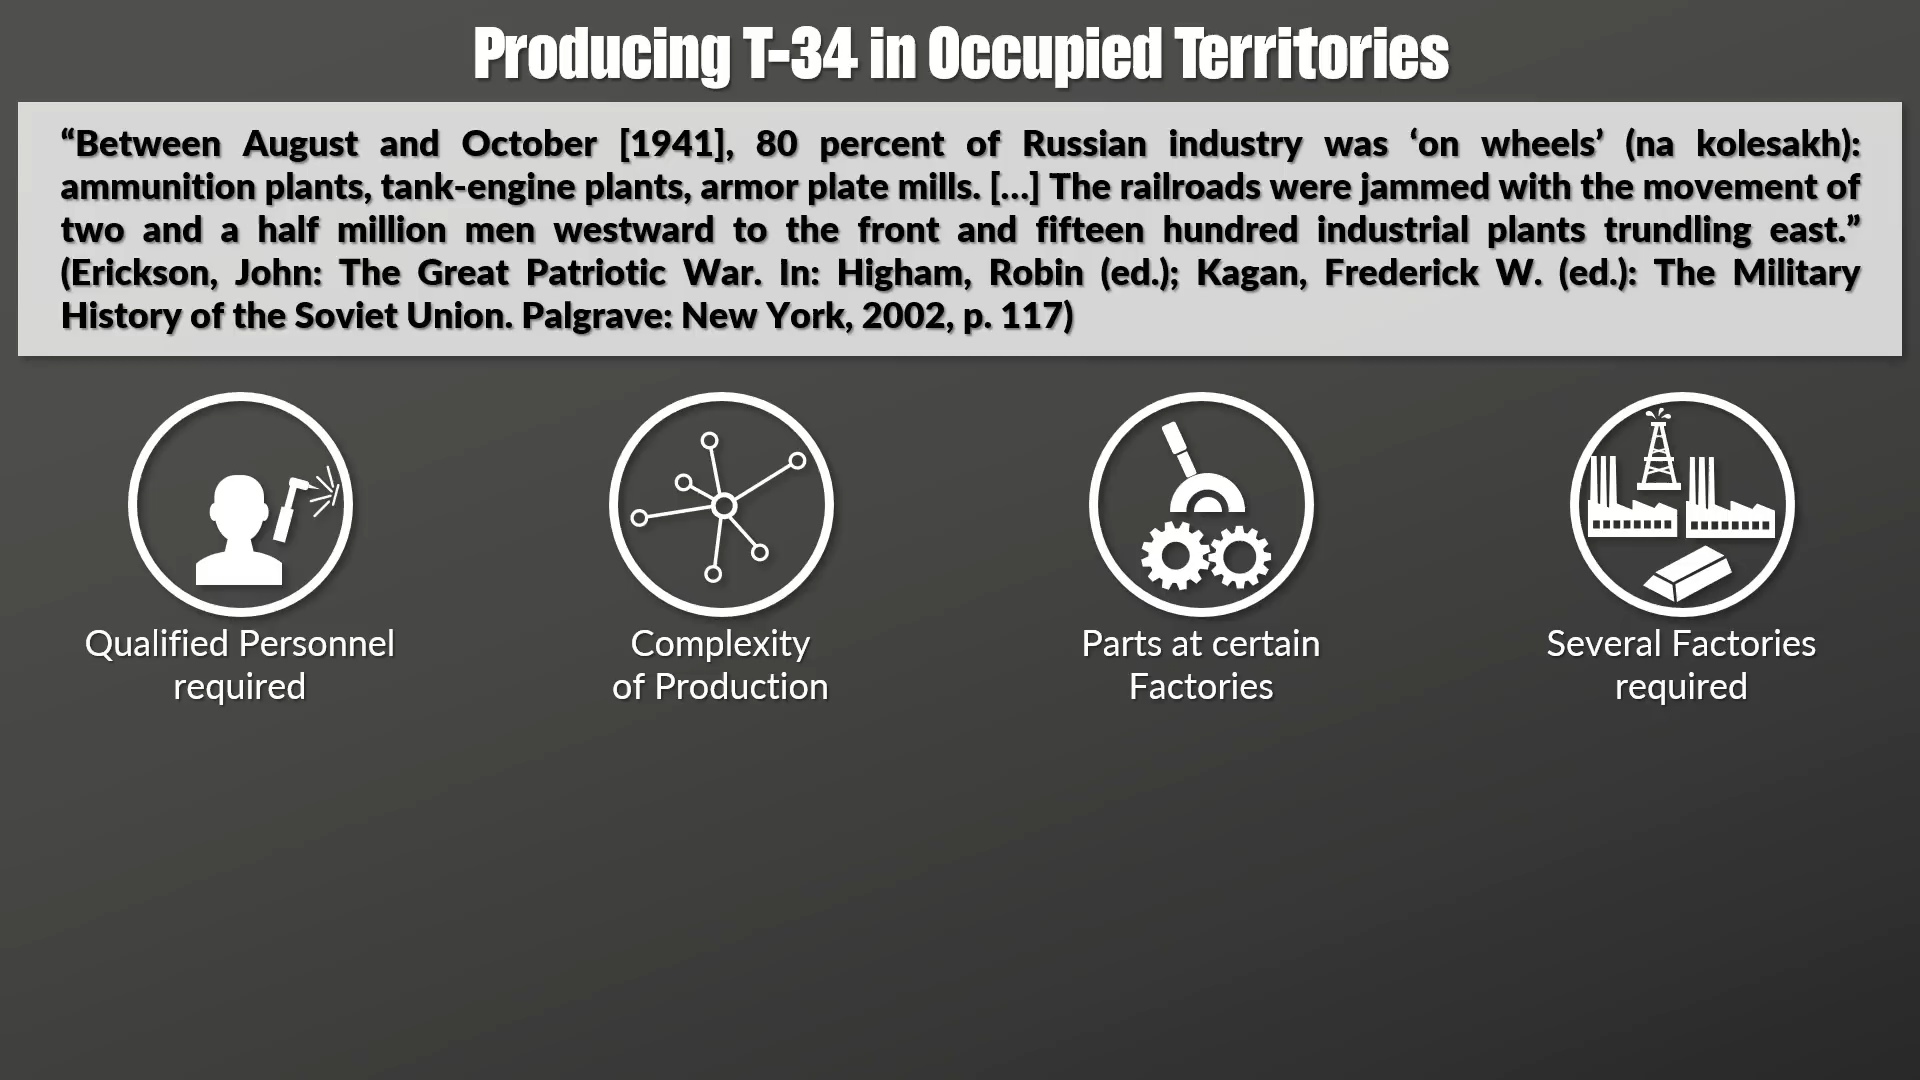 Producing T-34 in Occupied Territories
“Between August and October [1941], 80 percent of Russian industry was ‘on wheels’ (na kolesakh):
ammunition plants, tank-engine plants, armor plate mills. [...] The railroads were jammed with the movement of
two and a half million men westward to the front and fifteen hundred industrial plants trundling east.”
(Erickson, John: The Great Patriotic War. In: Higham, Robin (ed.); Kagan, Frederick W. (ed.): The Military
History of the Soviet Union. Palgrave: New York, 2002, p. 117)
Qualified Personnel
required
Complexity
of Production
Parts at certain
Factories
Several Factories
required